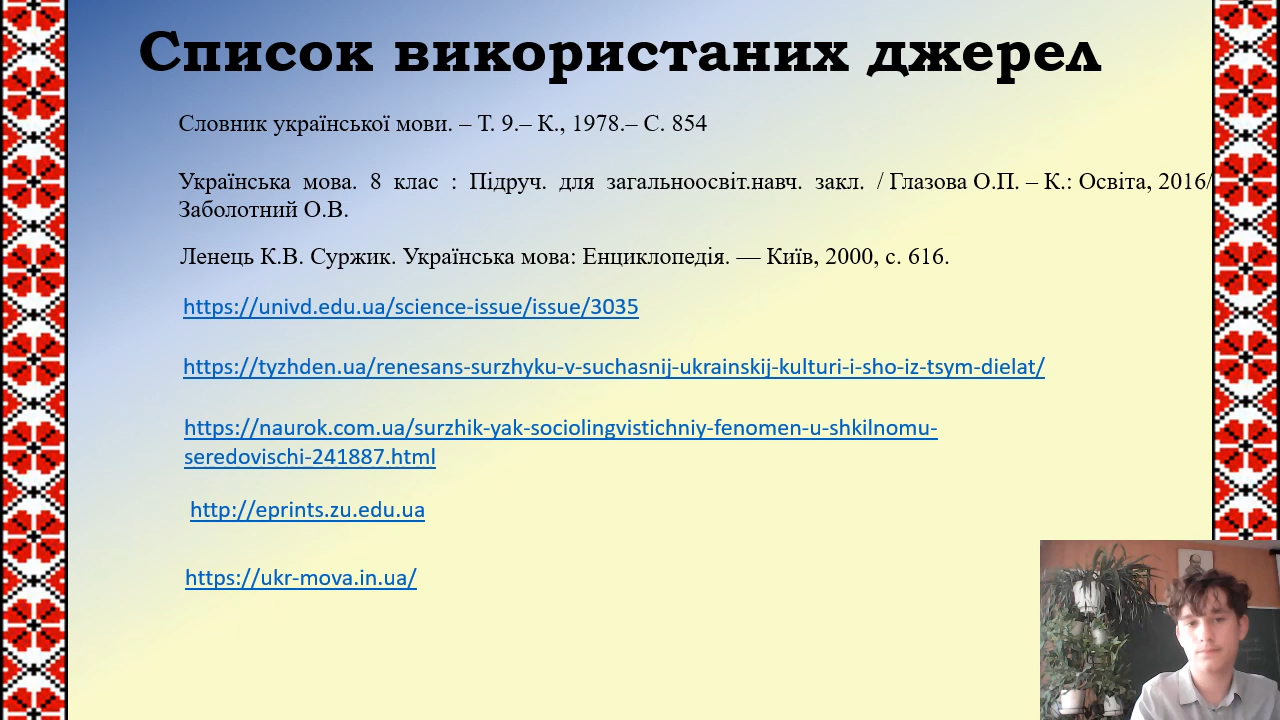 Список використаних джерел
Словник української мови. – Т. 9.– К., 1978.– С. 854
Українська мова. 8 клас : Підруч. для загальноосвіт.навч. закл. / Глазова О.П. – К.: Освіта, 2016/
Заболотний О.В.
Ленець К.В. Суржик. Українська мова: Енциклопедія. — Київ, 2000, с. 616.
https://univd.edu.ua/science-issue/issue/3035
https://tyzhden.ua/renesans-surzhyku-v-suchasnij-ukrainskij-kulturi-i-sho-iz-tsym-dielat/
https://naurok.com.ua/surzhik-yak-sociolingvistichniy-fenomen-u-shkilnomu-
seredovischi-241887.html
http://eprints.zu.edu.ua
https://ukr-mova.in.ua/